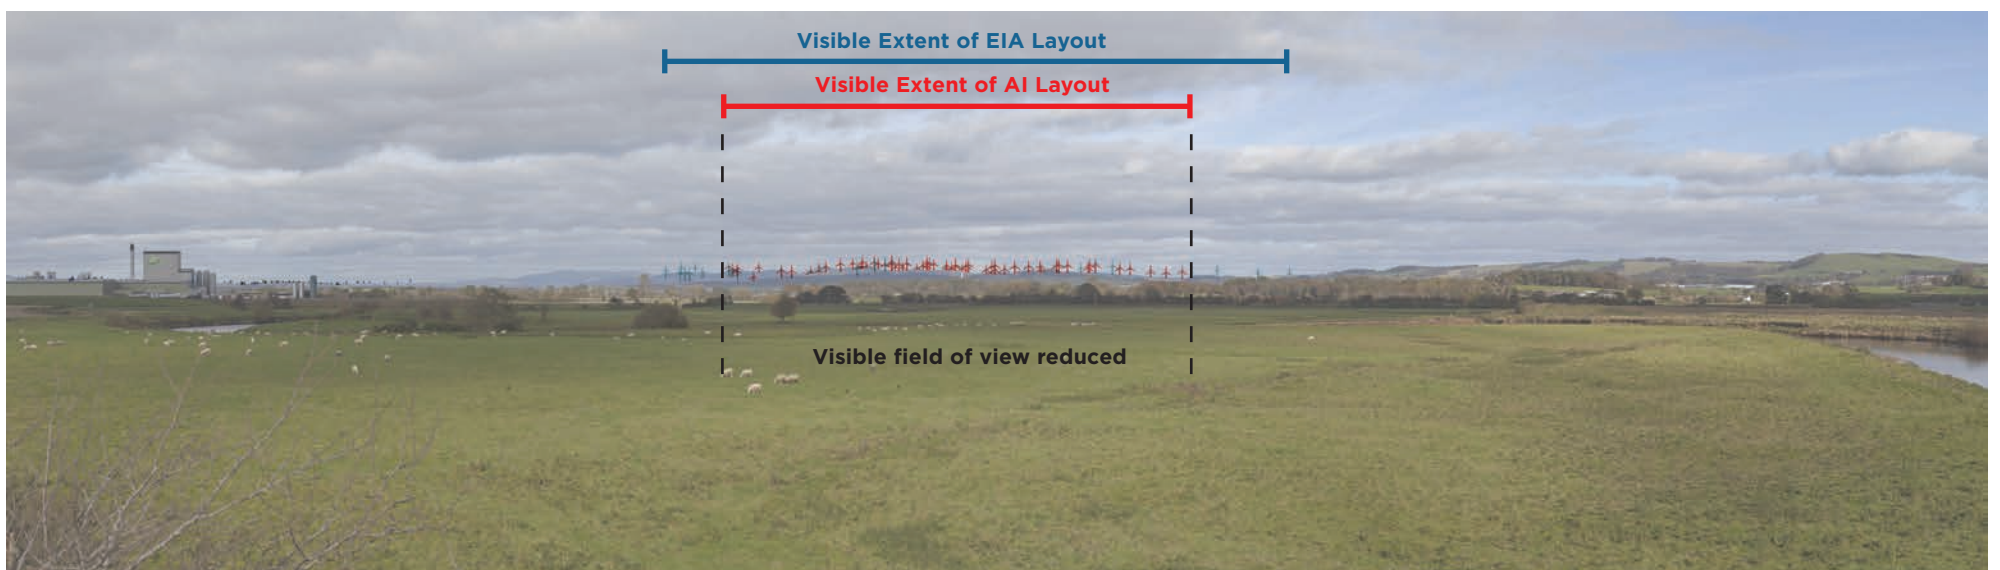 Visible Extent of EIA Layout
Visible Extent of AI Layout
Visible field of view reduced